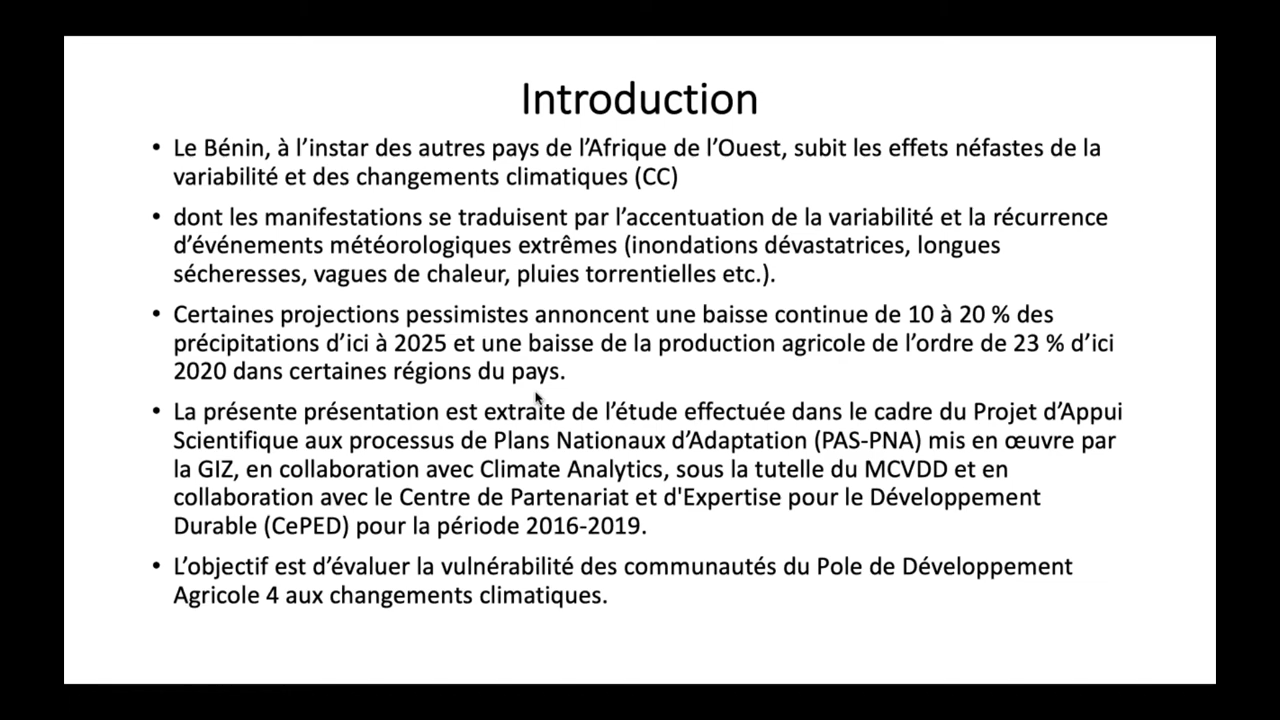 Introduction
• Le Bénin, à l’instar des autres pays de l’Afrique de l’Ouest, subit les effets néfastes de la
variabilité et des changements climatiques (CC)
• dont les manifestations se traduisent par l’accentuation de la variabilité et la récurrence
d’événements météorologiques extrêmes (inondations dévastatrices, longues
sécheresses, vagues de chaleur, pluies torrentielles etc.).
• Certaines projections pessimistes annoncent une baisse continue de 10 à 20 % des
précipitations d’ici à 2025 et une baisse de la production agricole de l’ordre de 23 % d’ici
2020 dans certaines régions du pays.
• La présente présentation est extraite de l’étude effectuée dans le cadre du Projet d’Appui
Scientifique aux processus de Plans Nationaux d’Adaptation (PAS-PNA) mis en œuvre par
la GIZ, en collaboration avec Climate Analytics, sous la tutelle du MCVDD et en
collaboration avec le Centre de Partenariat et d'Expertise pour le Développement
Durable (CePED) pour la période 2016-2019.
• L’objectif est d’évaluer la vulnérabilité des communautés du Pole de Développement
Agricole 4 aux changements climatiques.